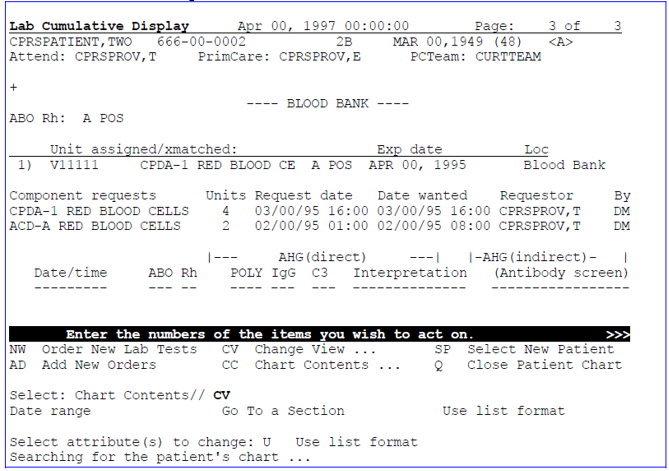 Lab Cumulative Display Apr 00, 1997 00:00:00 Page: 3 of 3
CPRSPATIENT,TWO 666-00-0002 2B MAR 00,1949 (48) <A>
Attend: CPRSPROV,T PrimCare: CPRSPROV,E PCTeam: CURTTEAM
+
---- BLOOD BANK ----
ABO Rh: A POS
Unit assigned/xmatched: Exp date Loc
1) V11111 CPDA-1 RED BLOOD CE A POS APR 00, 1995 Blood Bank
Component requests Units Request date Date wanted Requestor By
CPDA-1 RED BLOOD CELLS 4 03/00/95 16:00 03/00/95 16:00 CPRSPROV,T DM
ACD-A RED BLOOD CELLS 2 02/00/95 01:00 02/00/95 08:00 CPRSPROV,T DM
|--- AHG(direct) ---| |-AHG(indirect)- |
Date/time ABO Rh POLY IgG C3 Interpretation (Antibody screen)
--------- --- -- ---- --- --- -------------- -----------------
Enter the numbers of the items you wish to act on. >>>
NW Order New Lab Tests CV Change View ... SP Select New Patient
AD Add New Orders CC Chart Contents ... Q Close Patient Chart
Select: Chart Contents// CV
Date range Go To a Section Use list format
Select attribute(s) to change: U Use list format
Searching for the patient's chart ...